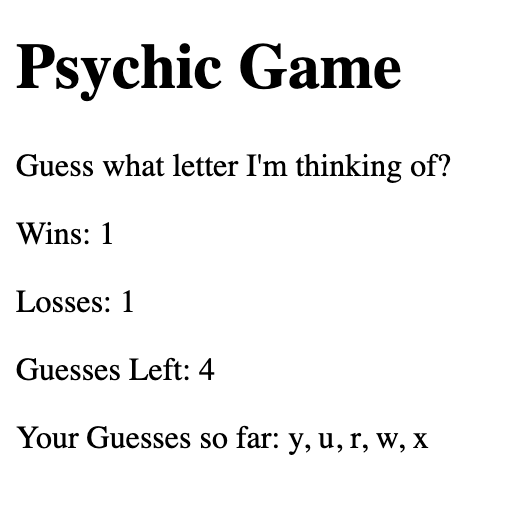 Psychic Game
Guess what letter I'm thinking of?
Wins: 1
Losses: 1
Guesses Left: 4
Your Guesses so far: y, u, r, w, x